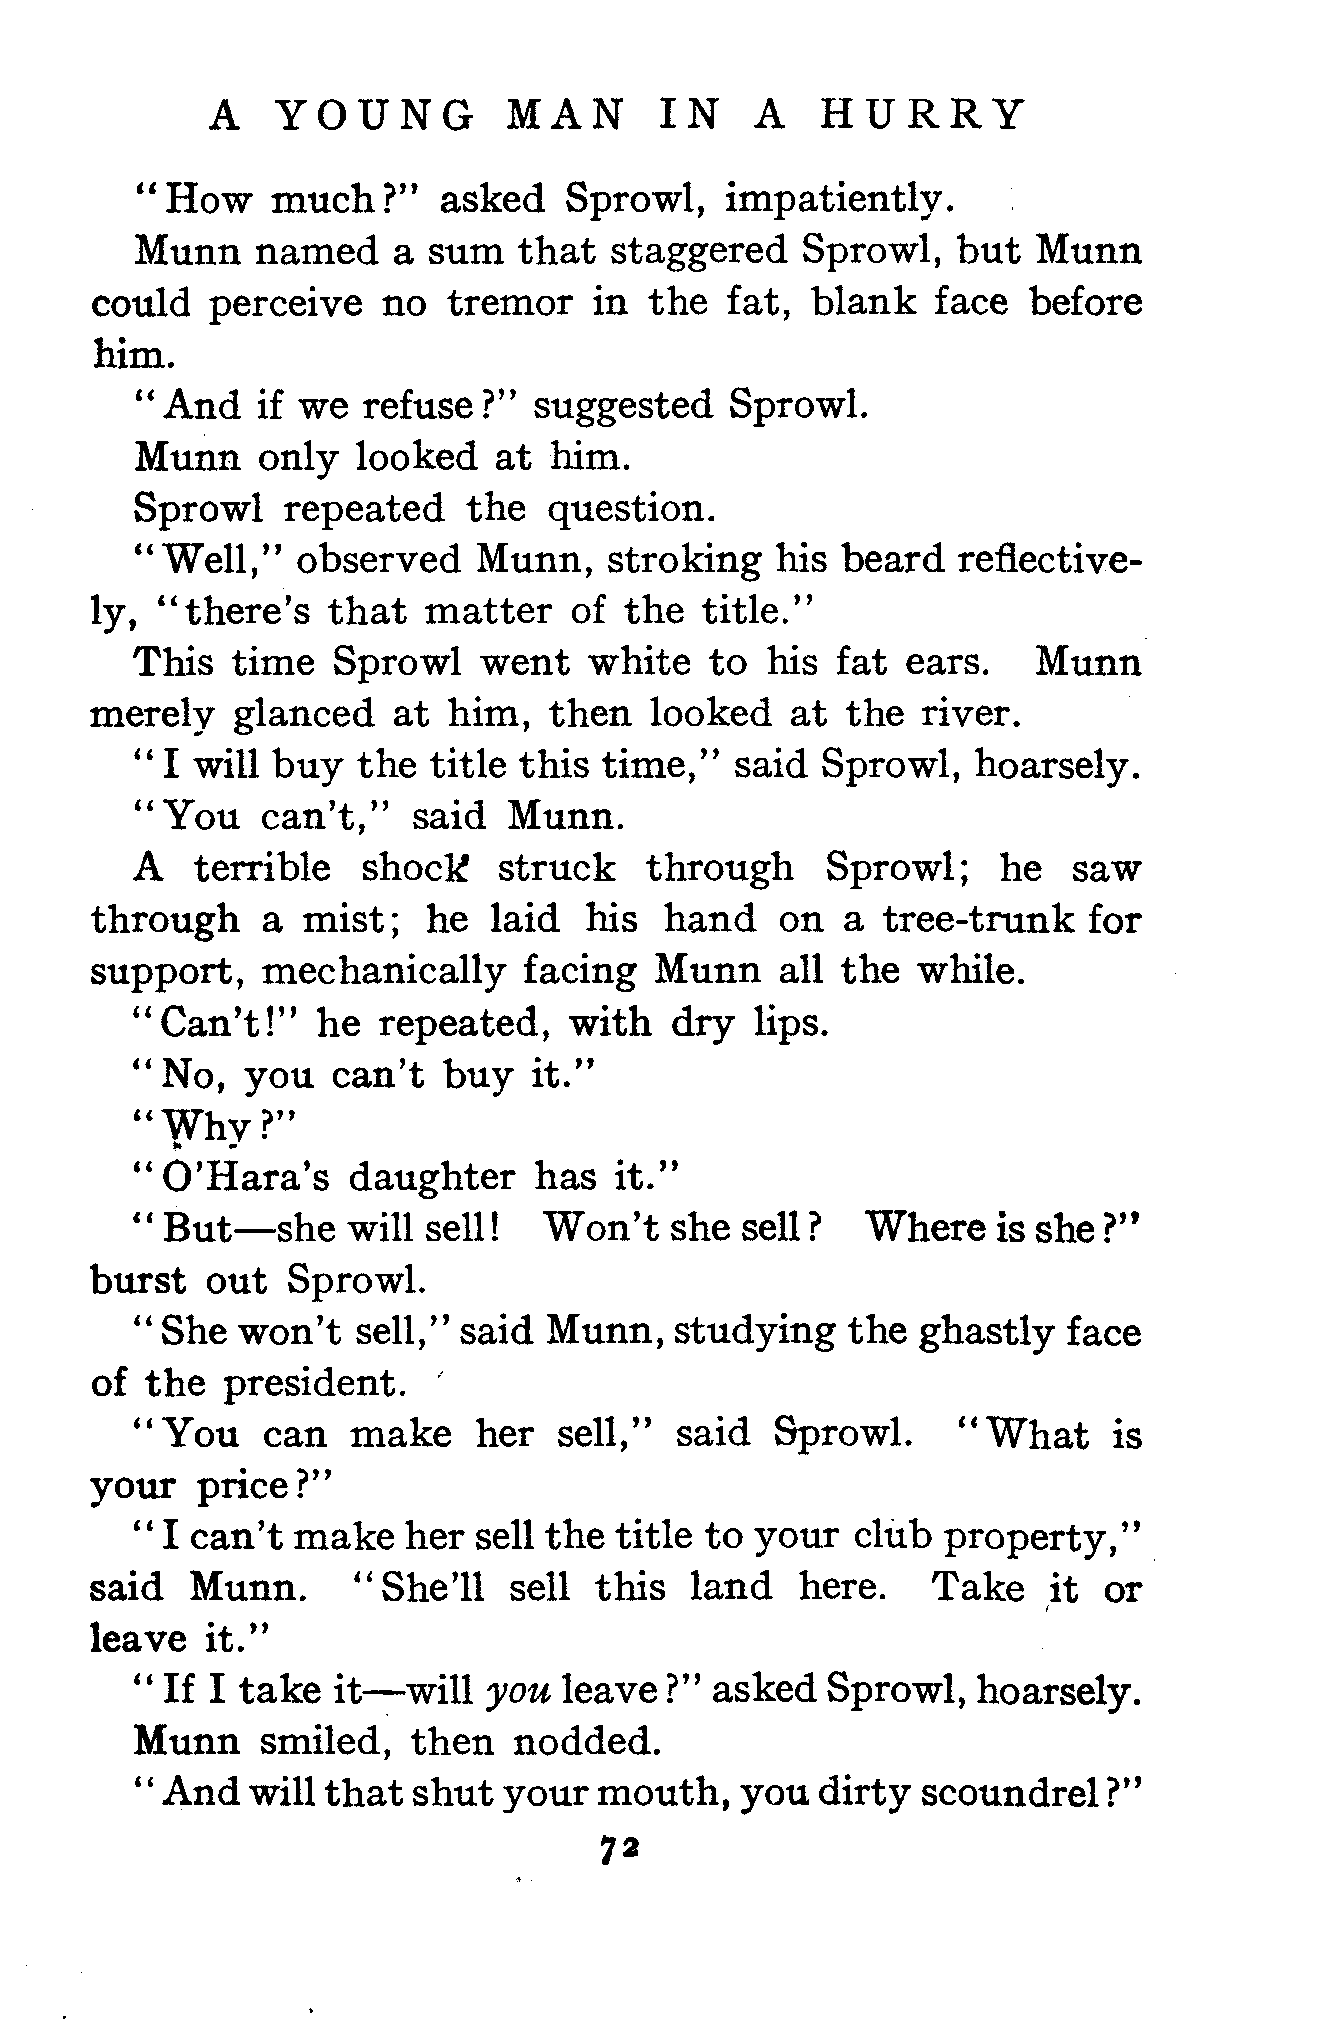 A YOUNG MAN IN A HURRY
"How much?" asked Sprowl, impatiently.
Munn named a sum that staggered Sprowl, but Munn
could perceive no tremor in the fat, blank face before
him.
"And if we refuse?" suggested Sprowl.
Munn only looked at him.
Sprowl repeated the question.
"Well," observed Munn, stroking his beard reflective-
ly, "there's that matter of the title."
This time Sprowl went white to his fat ears. Munn
merely glanced at him, then looked at the river.
"I will buy the title this time," said Sprowl, hoarsely.
"You can't," said Munn.
A terrible shock struck through Sprowl; he saw
through a mist; he laid his hand on a tree-trunk for
support, mechanically facing Munn all the while.
"Can't!" he repeated, with dry lips.
"No, you can't buy it."
"Why?"
"O'Hara's daughter has it."
"But—she will sell! Won't she sell? Where is she?"
burst out Sprowl.
"She won't sell," said Munn, studying the ghastly face
of the president.
"You can make her sell," said Sprowl. "What is
your price?"
"I can't make her sell the title to your club property,"
said Munn. "She'll sell this land here. Take it or
leave it."
"If I take it—will you leave?" asked Sprowl, hoarsely.
Munn smiled, then nodded.
"And will that shut your mouth, you dirty scoundrel?"
72